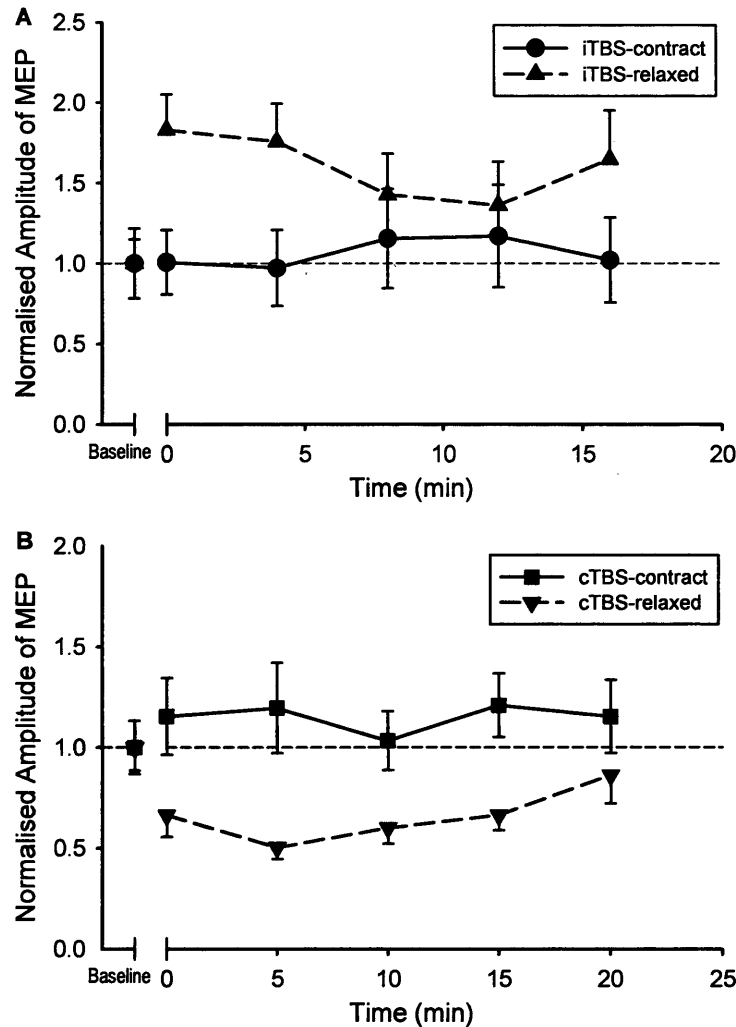 A
2.5
2.0
1.5
1.0
0.5
0.0
Normalised Amplitude of MEP
iTBS-contract
iTBS-relaxed
Baseline 0 5 10 15 20
Time (min)
B
2.0
1.5
1.0
0.5
0.0
Normalised Amplitude of MEP
cTBS-contract
cTBS-relaxed
Baseline 0 5 10 15 20 25
Time (min)